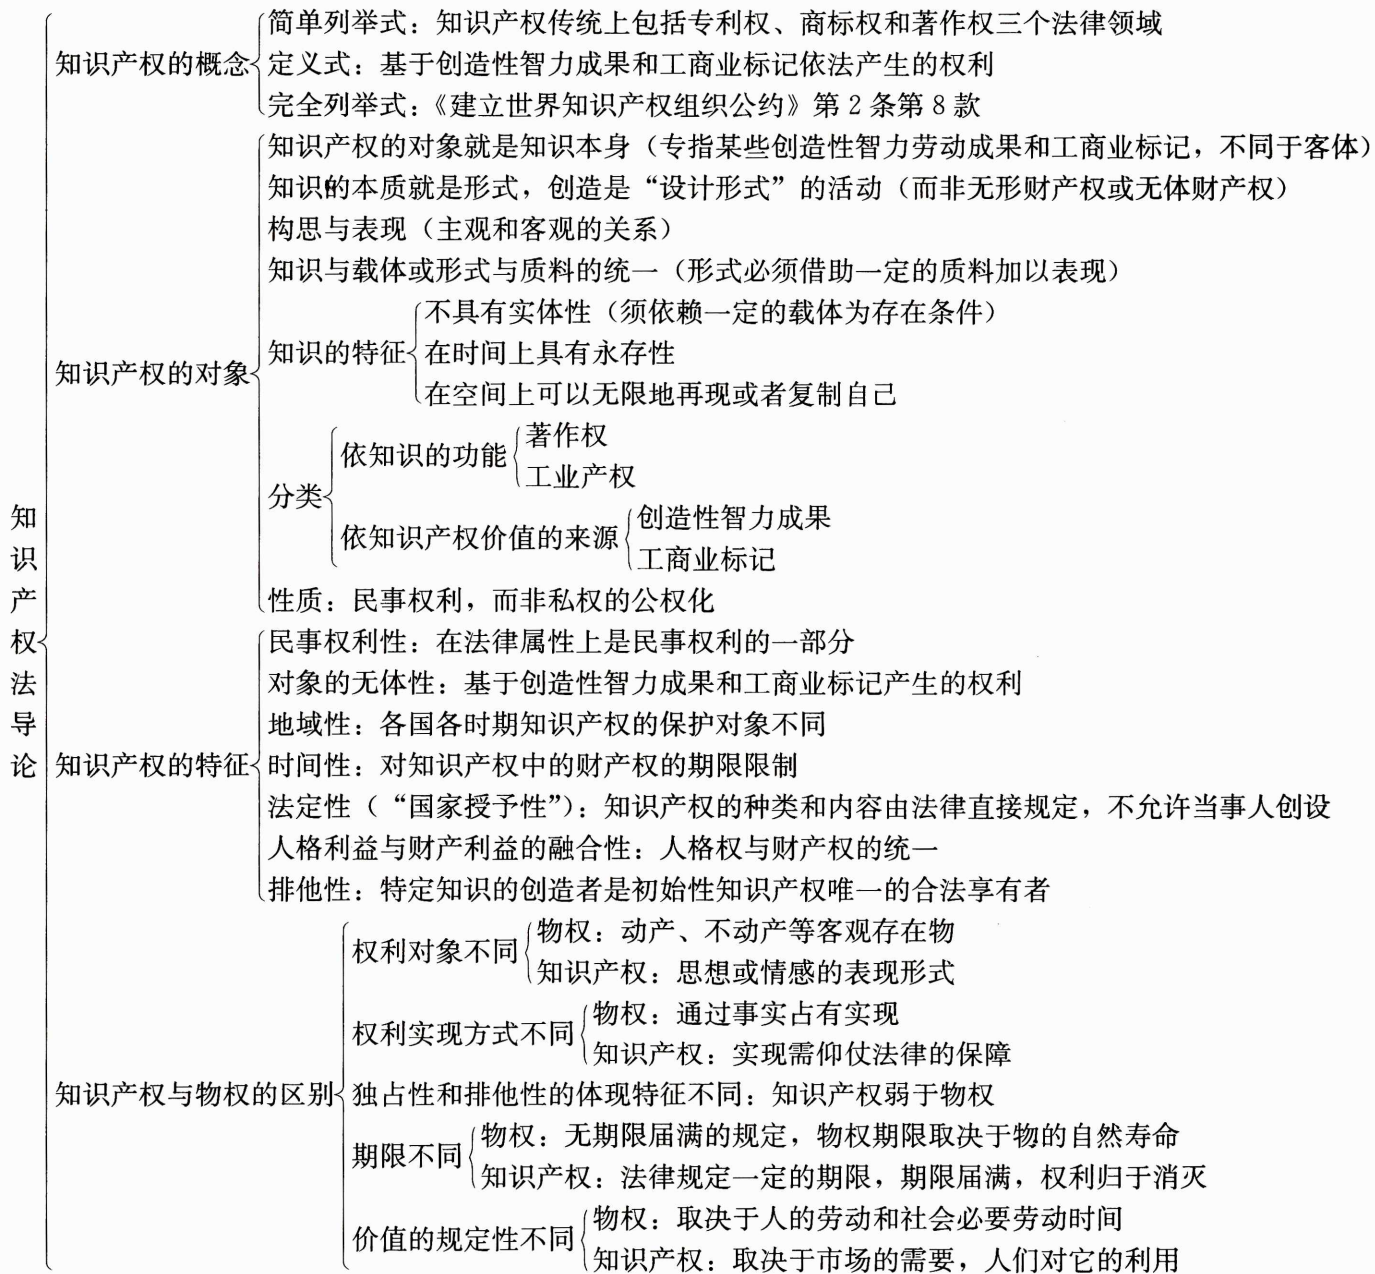 知识产权法导论
知识产权的概念
简单列举式：知识产权传统上包括专利权、商标权和著作权三个法律领域
定义式：基于创造性智力成果和工商业标记依法产生的权利
完全列举式：《建立世界知识产权组织公约》第2条第8款
知识产权的对象
知识产权的对象就是知识本身（专指某些创造性智力劳动成果和工商业标记，不同于客体）
知识的本质就是形式，创造是“设计形式”的活动（而非无形财产权或无体财产权）
构思与表现（主观和客观的关系）
知识与载体或形式与质料的统一（形式必须借助一定的质料加以表现）
知识的特征
不具有实体性（须依赖一定的载体为存在条件）
在时间上具有永存性
在空间上可以无限地再现或者复制自己
分类
依知识的功能
著作权
工业产权
依知识产权价值的来源
创造性智力成果
工商业标记
性质：民事权利，而非私权的公权化
知识产权的特征
民事权利性：在法律属性上是民事权利的一部分
对象的无体性：基于创造性智力成果和工商业标记产生的权利
地域性：各国各时期知识产权的保护对象不同
时间性：对知识产权中的财产权的期限限制
法定性（“国家授予性”）：知识产权的种类和内容由法律直接规定，不允许当事人创设
人格利益与财产利益的融合性：人格权与财产权的统一
排他性：特定知识的创造者是初始性知识产权唯一的合法享有者
知识产权与物权的区别
权利对象不同
物权：动产、不动产等客观存在物
知识产权：思想或情感的表现形式
权利实现方式不同
物权：通过事实占有实现
知识产权：实现需仰仗法律的保障
独占性和排他性的体现特征不同：知识产权弱于物权
期限不同
物权：无期限届满的规定，物权期限取决于物的自然寿命
知识产权：法律规定一定的期限，期限届满，权利归于消灭
价值的规定性不同
物权：取决于人的劳动和社会必要劳动时间
知识产权：取决于市场的需要，人们对它的利用